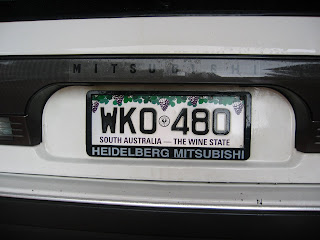 MITSUBISHI
WKO 480
SOUTH AUSTRALIA — THE WINE STATE
HEIDELBERG MITSUBISHI